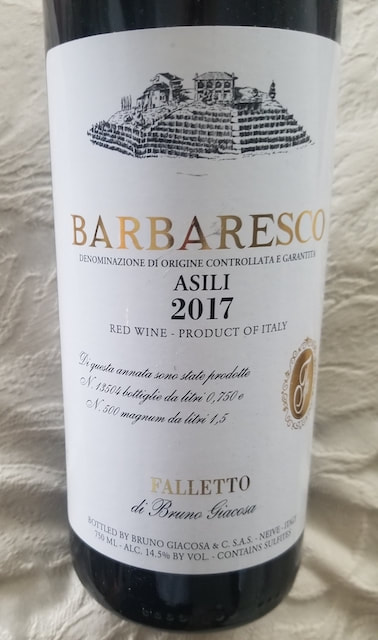 BARBARESCO
DENOMINAZIONE DI ORIGINE CONTROLLATA E GARANTITA
ASILI
2017
RED WINE - PRODUCT OF ITALY
Di questa annata sono state prodotte
N. 13504 bottiglie da litri 0,750 e
N. 500 magnum da litri 1,5
FALLETTO
di Bruno Giacosa
BOTTLED BY BRUNO GIACOSA & C. S.A.S. - NEIVE - ITALY
750 ML - ALC. 14.5% BY VOL. - CONTAINS SULFITES